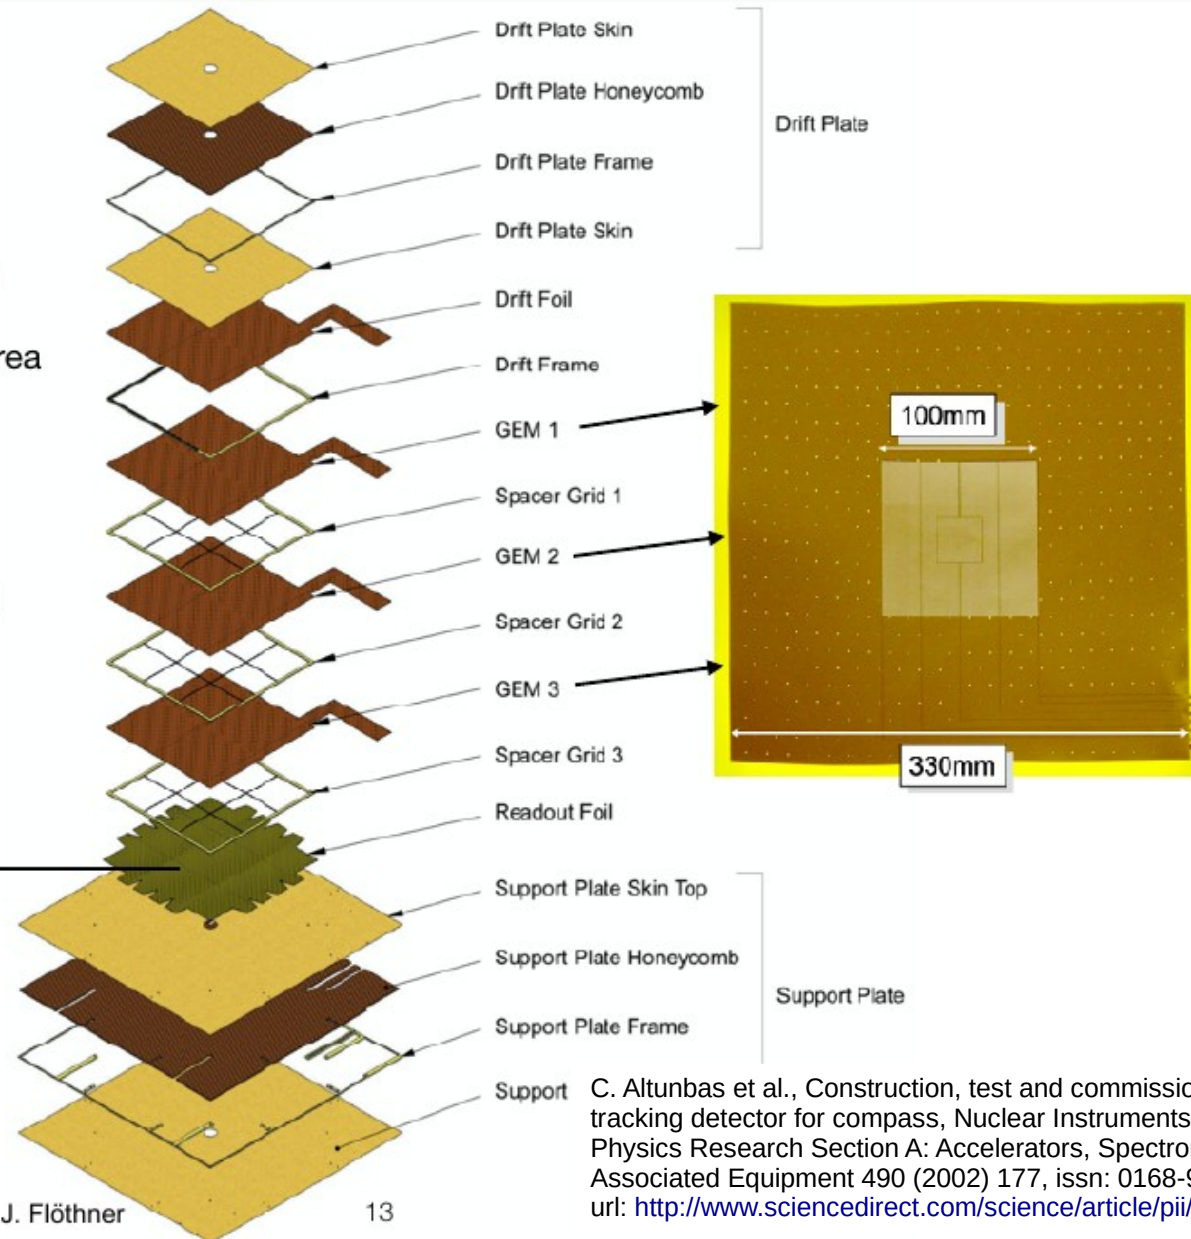 Drift Plate Skin
Drift Plate Honeycomb
Drift Plate
Drift Plate Frame
Drift Plate Skin
Drift Foil
rea
Drift Frame
GEM 1
100mm
Spacer Grid 1
GEM 2
Spacer Grid 2
GEM 3
Spacer Grid 3
330mm
Readout Foil
Support Plate Skin Top
Support Plate Honeycomb
Support Plate
Support Plate Frame
Support
C. Altunbas et al., Construction, test and commissio
tracking detector for compass, Nuclear Instruments
Physics Research Section A: Accelerators, Spectro
Associated Equipment 490 (2002) 177, issn: 0168-9
url: http://www.sciencedirect.com/science/article/pii/
J. Flöthner
13